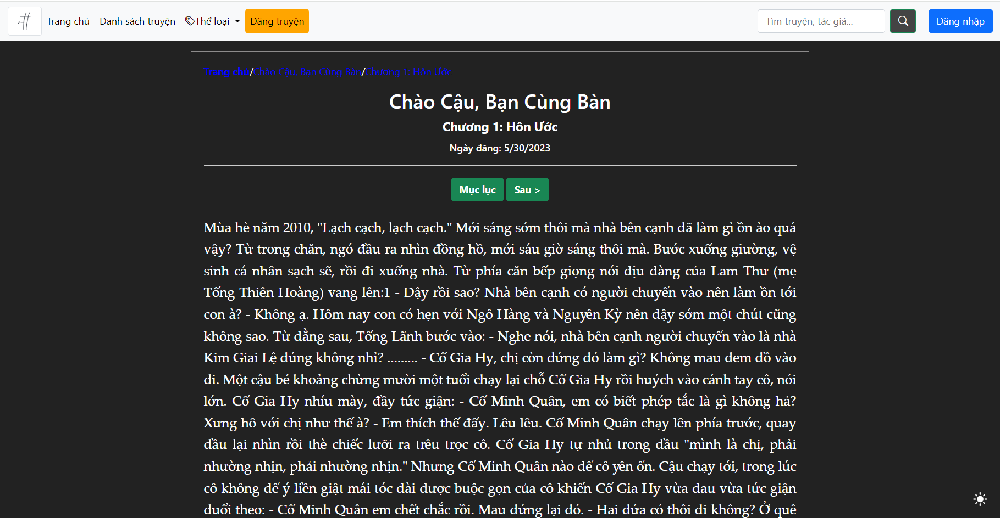 Trang chủ Danh sách truyện Thể loại Đăng truyện Tìm truyện, tác giả... Đăng nhập
Trang chủ/Chào Cậu, Bạn Cùng Bàn/Chương 1: Hôn Ước
Chào Cậu, Bạn Cùng Bàn
Chương 1: Hôn Ước
Ngày đăng: 5/30/2023
Mục lục Sau >
Mùa hè năm 2010, "Lạch cạch, lạch cạch." Mới sáng sớm thôi mà nhà bên cạnh đã làm gì ồn ào quá
vậy? Từ trong chăn, ngó đầu ra nhìn đồng hồ, mới sáu giờ sáng thôi mà. Bước xuống giường, vệ
sinh cá nhân sạch sẽ, rồi đi xuống nhà. Từ phía căn bếp giọng nói dịu dàng của Lam Thư (mẹ
Tống Thiên Hoàng) vang lên:1 - Dậy rồi sao? Nhà bên cạnh có người chuyển vào nên làm ồn tới
con à? - Không ạ. Hôm nay con có hẹn với Ngô Hàng và Nguyên Kỳ nên dậy sớm một chút cũng
không sao. Từ đằng sau, Tống Lãnh bước vào: - Nghe nói, nhà bên cạnh người chuyển vào là nhà
Kim Giai Lệ đúng không nhỉ? ......... - Cố Gia Hy, chị còn đứng đó làm gì? Không mau đem đồ vào
đi. Một cậu bé khoảng chừng mười một tuổi chạy lại chỗ Cố Gia Hy rồi huých vào cánh tay cô, nói
lớn. Cố Gia Hy nhíu mày, đầy tức giận: - Cố Minh Quân, em có biết phép tắc là gì không hả?
Xưng hô với chị như thế à? - Em thích thế đấy. Lêu lêu. Cố Minh Quân chạy lên phía trước, quay
đầu lại nhìn rồi thè chiếc lưỡi ra trêu trọc cô. Cố Gia Hy tự nhủ trong đầu "mình là chị, phải
nhường nhịn, phải nhường nhịn." Nhưng Cố Minh Quân nào để cô yên ổn. Cậu chạy tới, trong lúc
cô không để ý liền giật mái tóc dài được buộc gọn của cô khiến Cố Gia Hy vừa đau vừa tức giận
đuổi theo: - Cố Minh Quân em chết chắc rồi. Mau đứng lại đó. - Hai đứa có thôi đi không? Ở quê